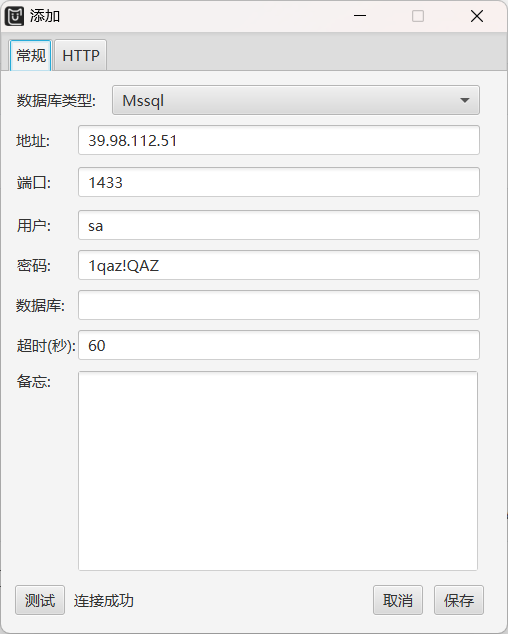 添加
常规 HTTP
数据库类型: Mssql
地址: 39.98.112.51
端口: 1433
用户: sa
密码: 1qaz!QAZ
数据库:
超时(秒): 60
备忘:
测试 连接成功 取消 保存